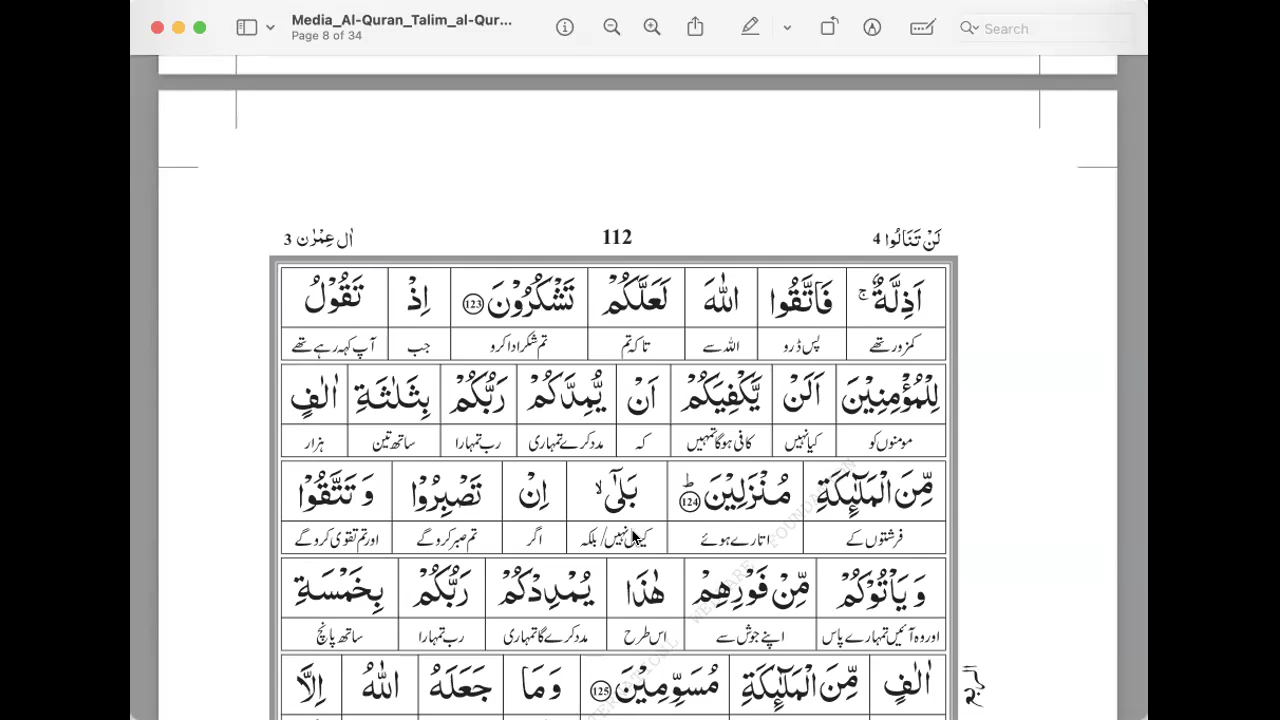 Media_Al-Quran_Talim_al-Qur...
Page 8 of 34
Search
لَنْ تَنَالُوا 4 112 اٰل عِمْرٰن 3
اَذِلَّةٌ ۚ فَاتَّقُوا اللّٰهَ لَعَلَّكُمْ تَشْكُرُوْنَ 123 اِذْ تَقُوْلُ
کمزور تھے پس ڈرو اللہ سے تاکہ تم تم شکر ادا کرو جب آپ کہہ رہے تھے
لِلْمُؤْمِنِيْنَ اَلَنْ يَّكْفِيَكُمْ اَنْ يُّمِدَّكُمْ رَبُّكُمْ بِثَلٰثَةِ اٰلٰفٍ
مومنوں کو کیا نہیں کافی ہوگا تمہیں کہ مدد کرے تمہاری رب تمہارا ساتھ تین ہزار
مِّنَ الْمَلٰٓئِكَةِ مُنْزَلِيْنَ ؕ 124 بَلٰٓى ۙ اِنْ تَصْبِرُوْا وَ تَتَّقُوْا
فرشتوں کے اتارے ہوئے کیوں نہیں/ بلکہ اگر تم صبر کرو گے اور تم تقوی کرو گے
وَ يَاْتُوْكُمْ مِّنْ فَوْرِهِمْ هٰذَا يُمْدِدْكُمْ رَبُّكُمْ بِخَمْسَةِ
اور وہ آئیں تمہارے پاس اپنے جوش سے اس طرح مدد کرے گا تمہاری رب تمہارا ساتھ پانچ
اٰلٰفٍ مِّنَ الْمَلٰٓئِكَةِ مُسَوِّمِيْنَ 125 وَمَا جَعَلَهُ اللّٰهُ اِلَّا